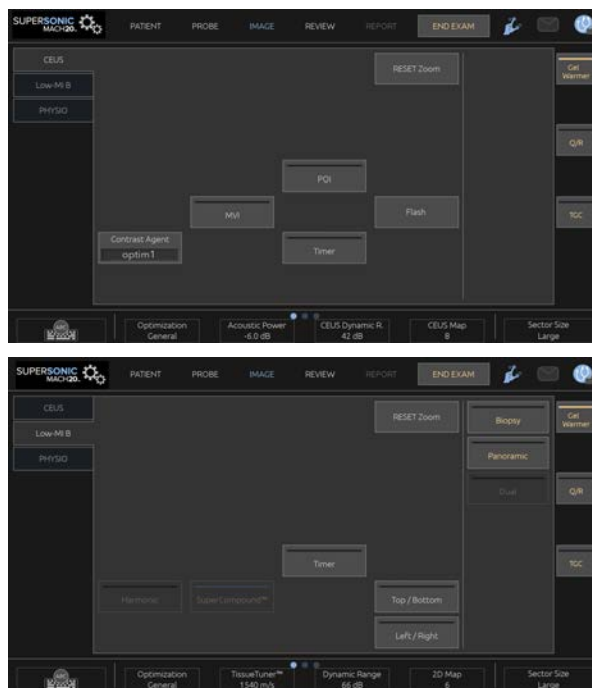 SUPERSONIC
MACH20
PATIENT PROBE IMAGE REVIEW REPORT END EXAM
CEUS
RESET Zoom
Gel
Warmer
Low-MI B
PHYSIO
Q/R
PQI
MVI
Flash
TGC
Contrast Agent
optim1
Timer
Optimization
General
Acoustic Power
-6.0 dB
CEUS Dynamic R.
42 dB
CEUS Map
8
Sector Size
Large
SUPERSONIC
MACH20
PATIENT PROBE IMAGE REVIEW REPORT END EXAM
CEUS
RESET Zoom
Biopsy
Gel
Warmer
Low-MI B
PHYSIO
Panoramic
Dual
Q/R
Timer
TGC
Harmonic
SuperCompound™
Top / Bottom
Left / Right
Optimization
General
TissueTuner™
1540 m/s
Dynamic Range
66 dB
2D Map
6
Sector Size
Large